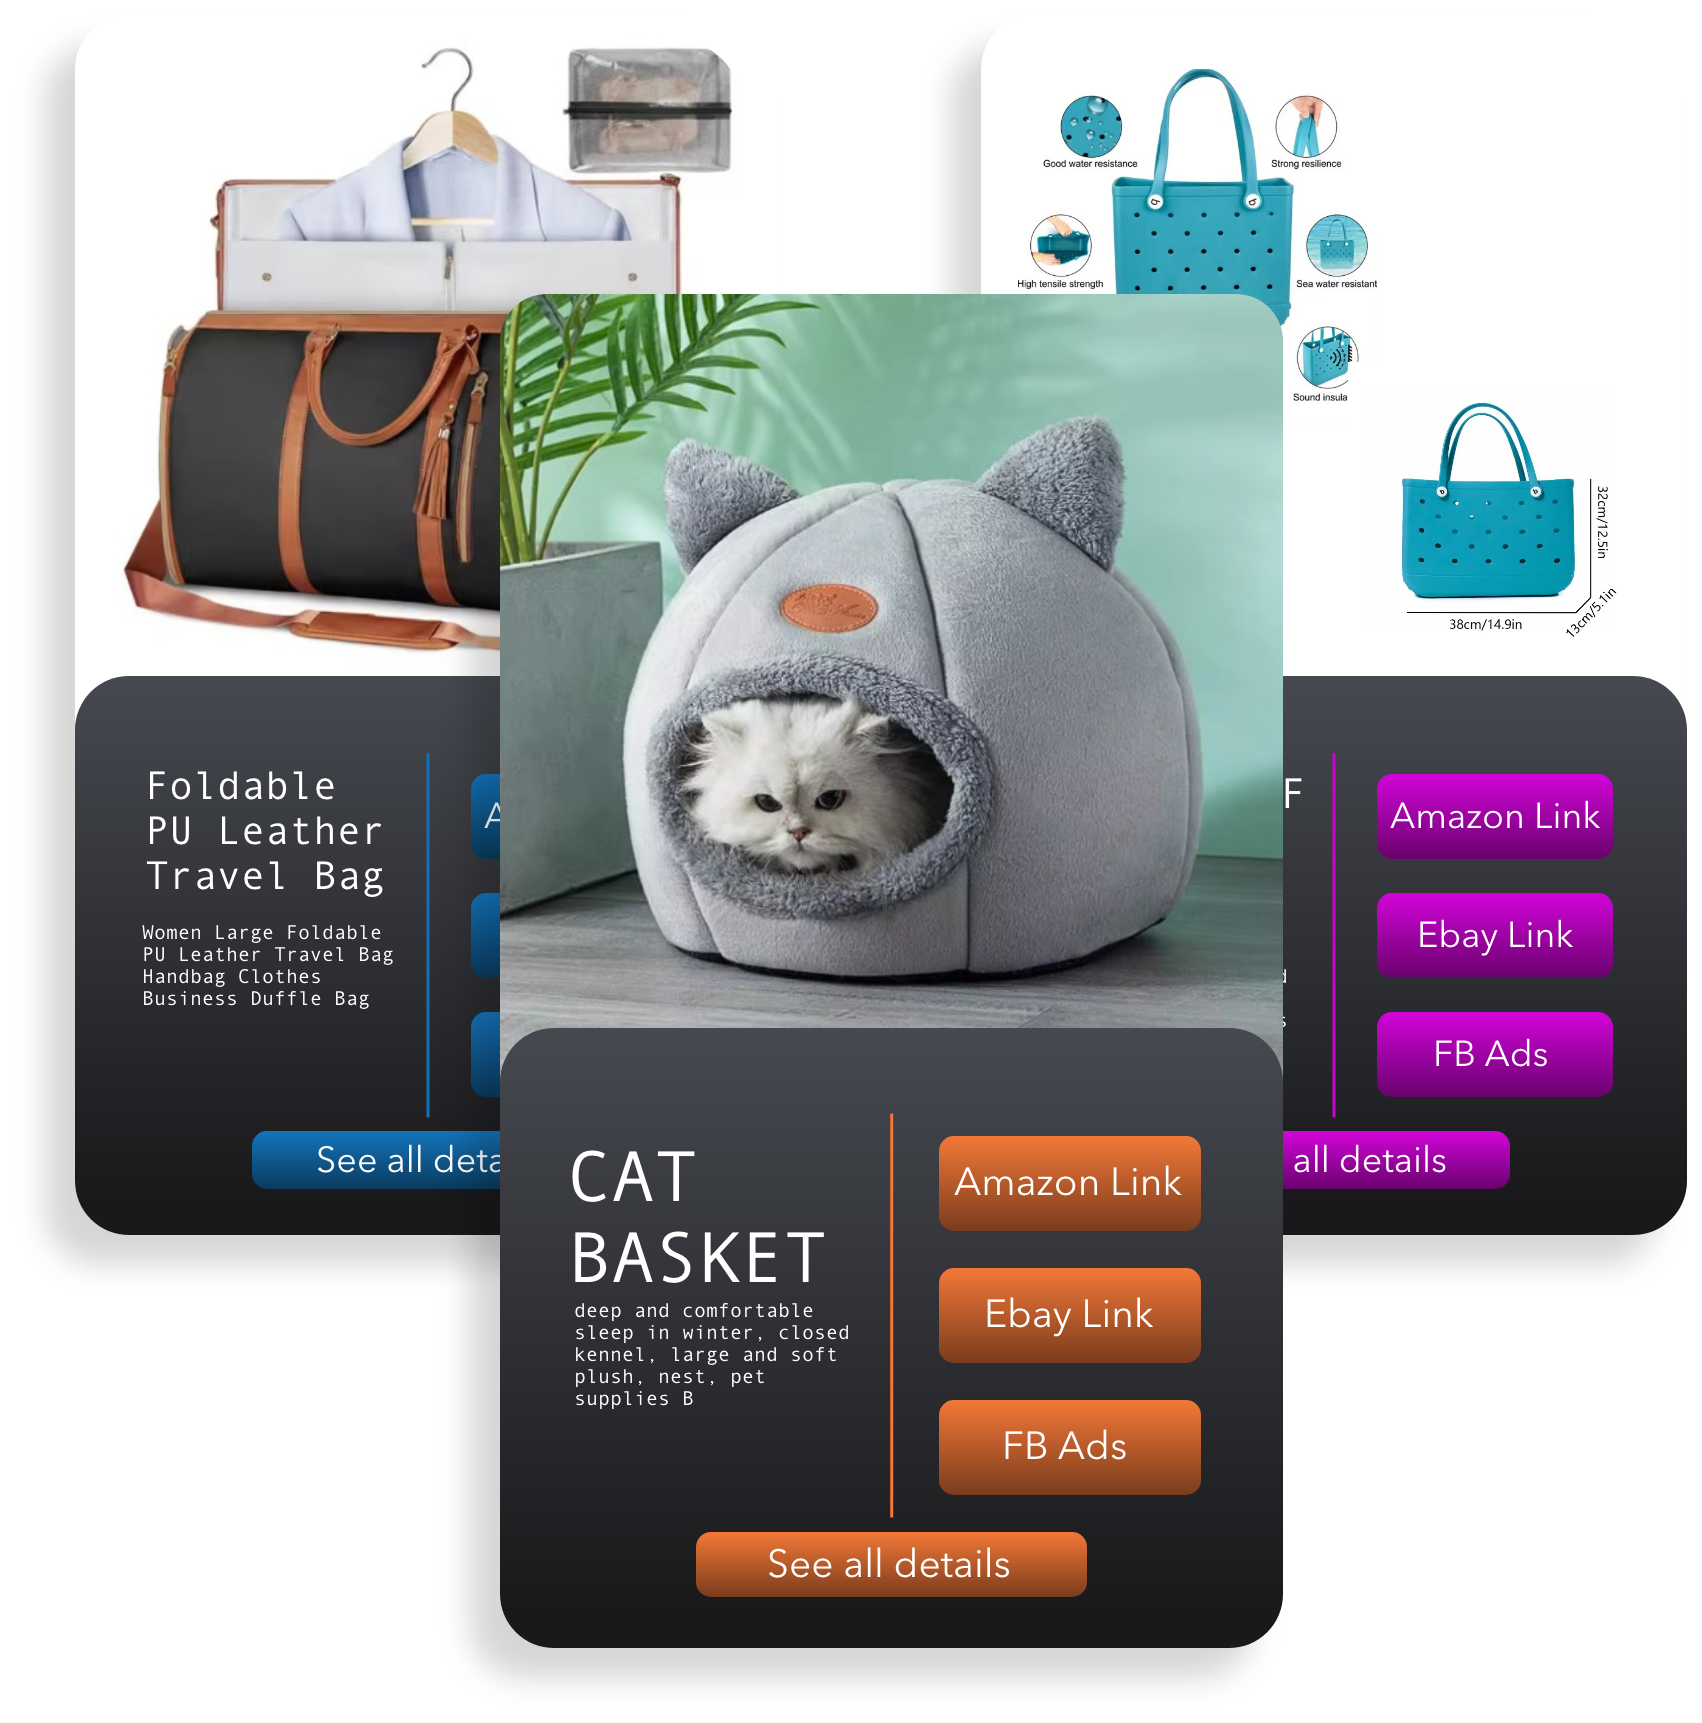 Good water resistance
Strong resilience
High tensile strength
Sea water resistant
Sound insula
32cm/12.5in
38cm/14.9in
13cm/5.1in
Foldable
PU Leather
Travel Bag
Women Large Foldable
PU Leather Travel Bag
Handbag Clothes
Business Duffle Bag
See all deta
F
Amazon Link
Ebay Link
FB Ads
all details
CAT
BASKET
deep and comfortable
sleep in winter, closed
kennel, large and soft
plush, nest, pet
supplies B
Amazon Link
Ebay Link
FB Ads
See all details